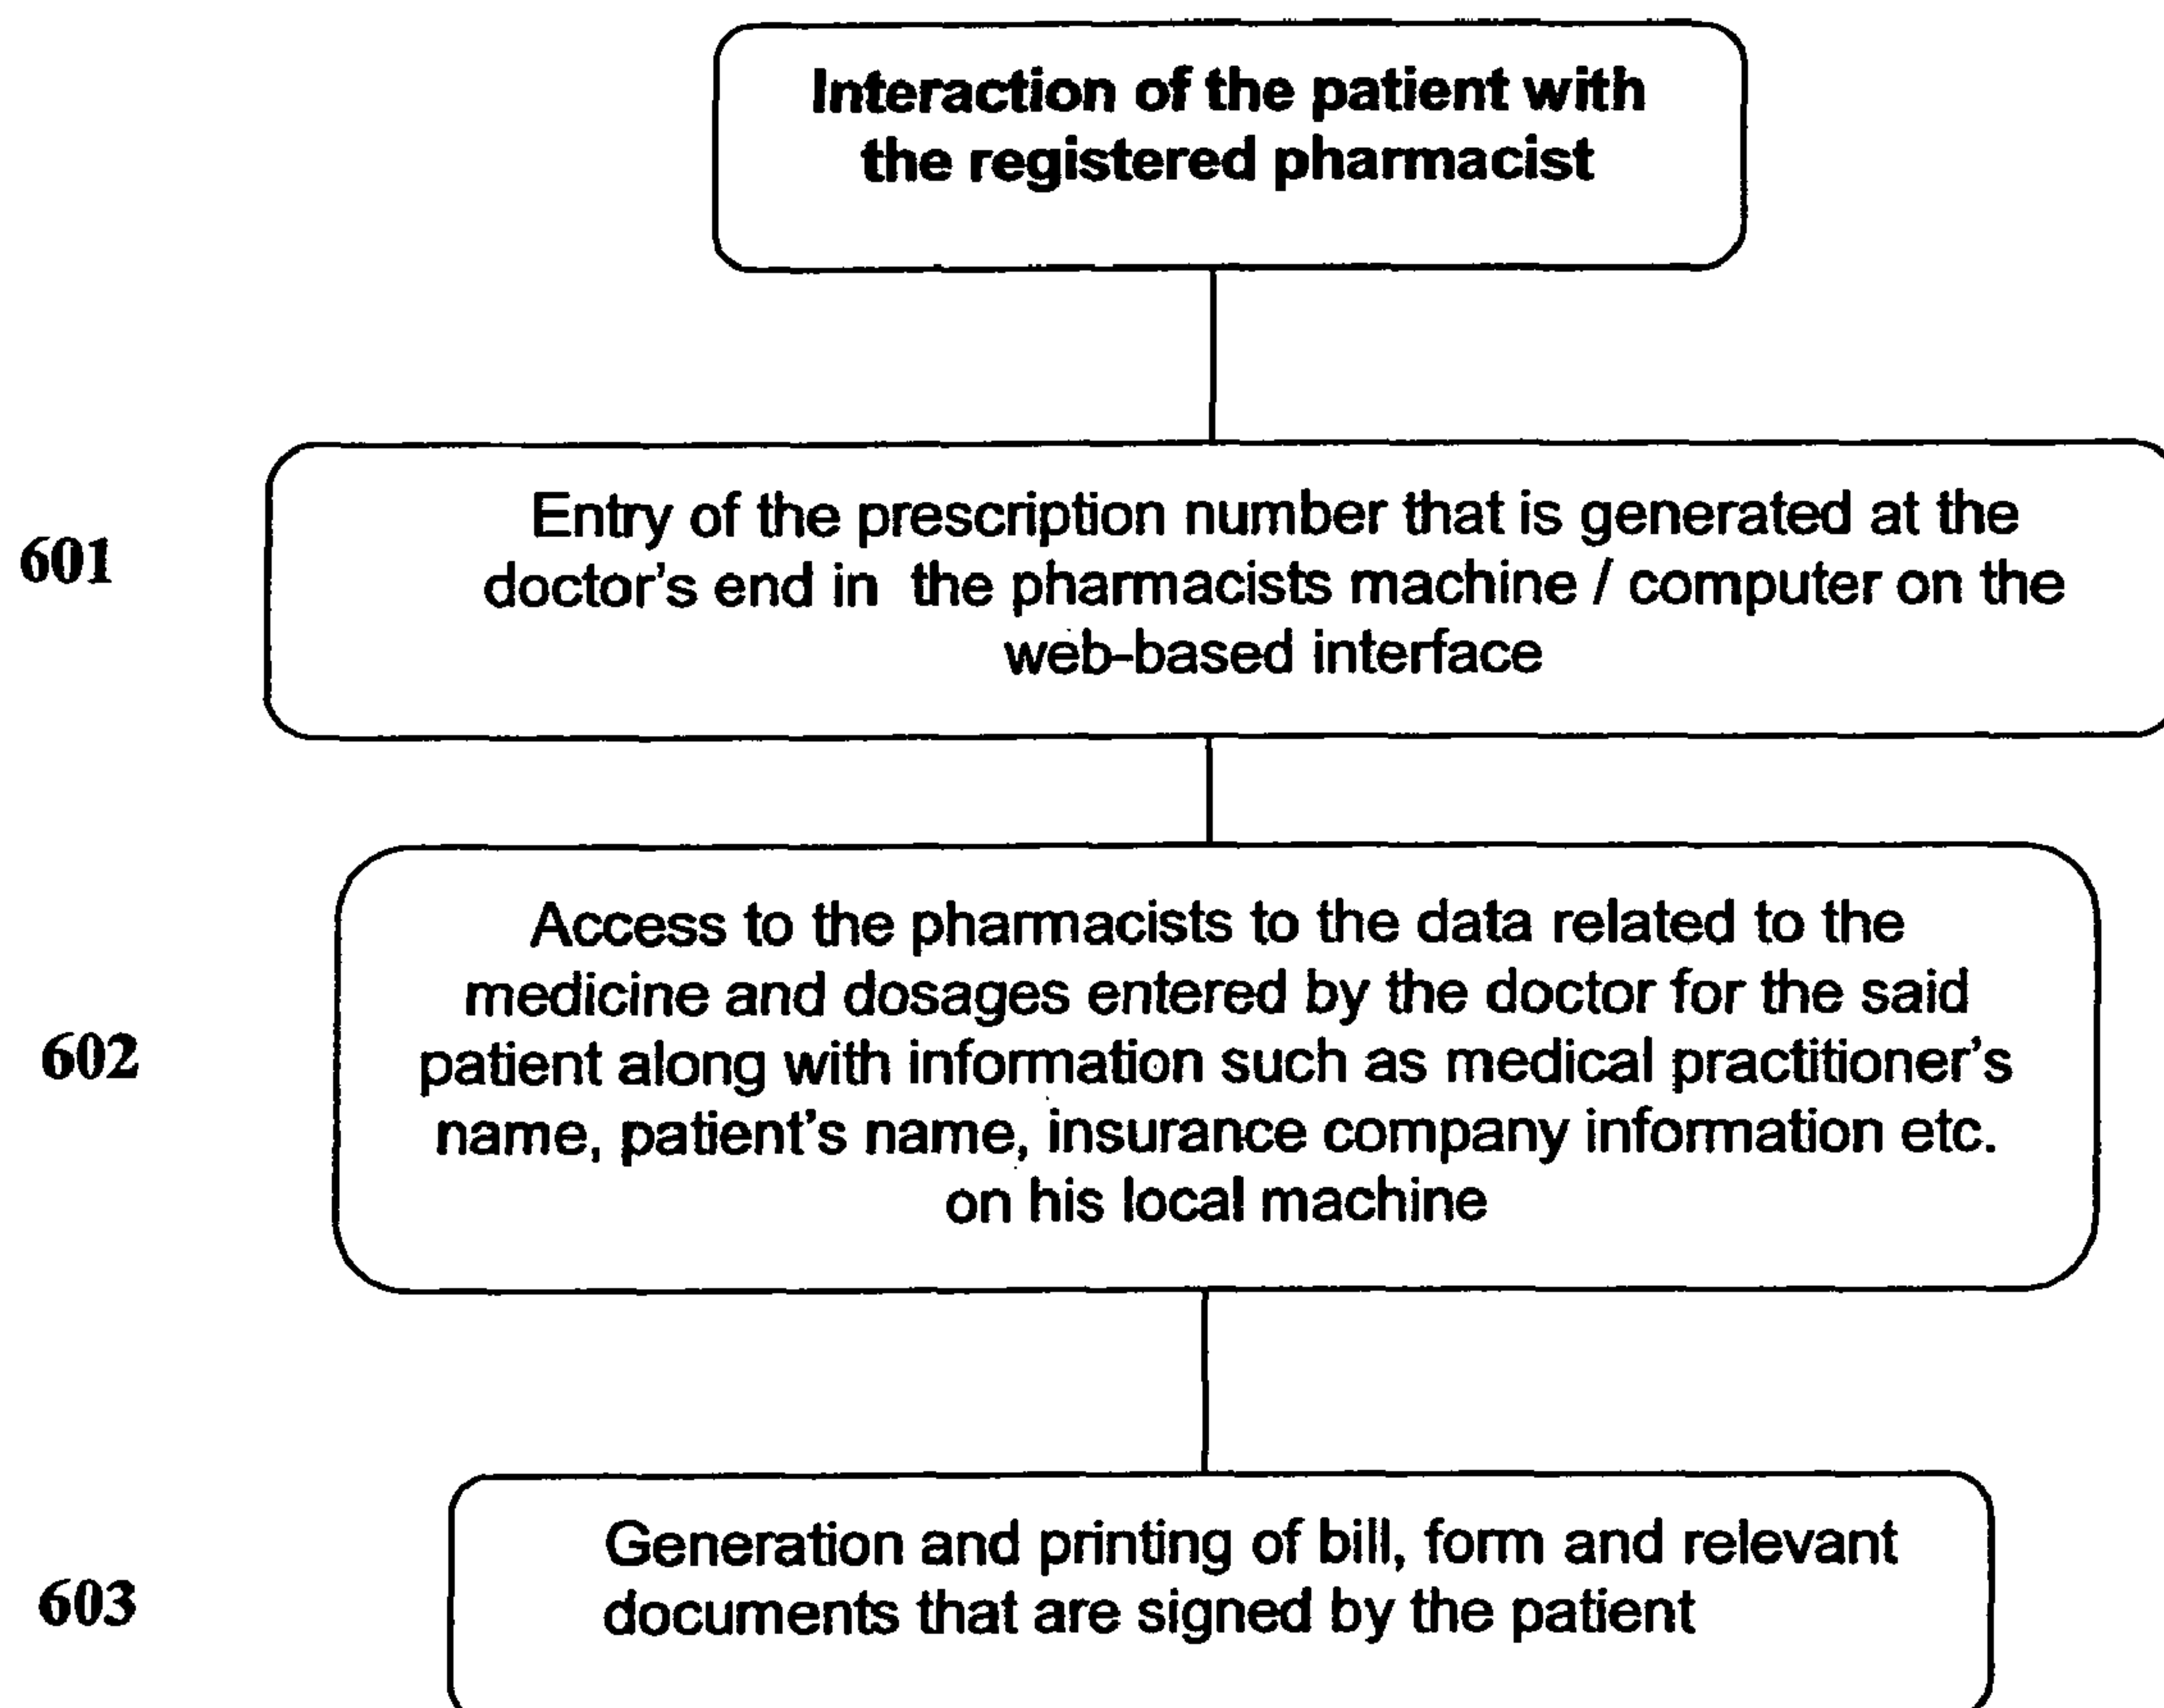 Interaction of the patient with
the registered pharmacist
601
Entry of the prescription number that is generated at the
doctor's end in the pharmacists machine / computer on the
web-based interface
602
Access to the pharmacists to the data related to the
medicine and dosages entered by the doctor for the said
patient along with information such as medical practitioner's
name, patient's name, insurance company information etc.
on his local machine
603
Generation and printing of bill, form and relevant
documents that are signed by the patient